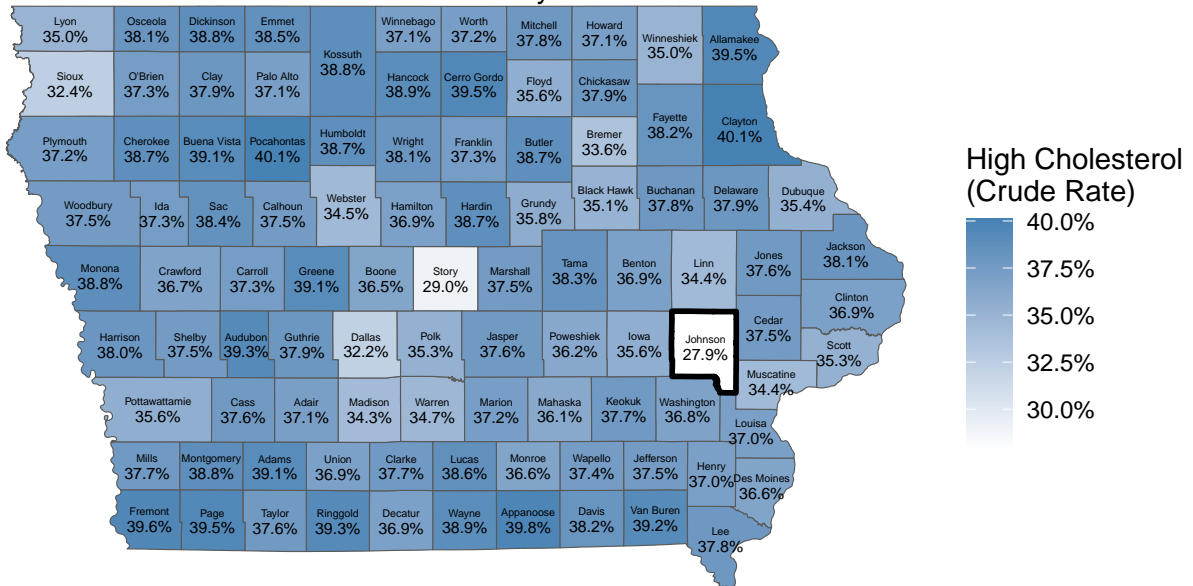 Lyon
35.0%
Osceola
38.1%
Dickinson
38.8%
Emmet
38.5%
Kossuth
38.8%
Winnebago
37.1%
Worth
37.2%
Mitchell
37.8%
Howard
37.1%
Winneshiek
35.0%
Allamakee
39.5%
Sioux
32.4%
O'Brien
37.3%
Clay
37.9%
Palo Alto
37.1%
Hancock
38.9%
Cerro Gordo
39.5%
Floyd
35.6%
Chickasaw
37.9%
Fayette
38.2%
Clayton
40.1%
Plymouth
37.2%
Cherokee
38.7%
Buena Vista
39.1%
Pocahontas
40.1%
Humboldt
38.7%
Wright
38.1%
Franklin
37.3%
Butler
38.7%
Bremer
33.6%
Woodbury
37.5%
Ida
37.3%
Sac
38.4%
Calhoun
37.5%
Webster
34.5%
Hamilton
36.9%
Hardin
38.7%
Grundy
35.8%
Black Hawk
35.1%
Buchanan
37.8%
Delaware
37.9%
Dubuque
35.4%
Monona
38.8%
Crawford
36.7%
Carroll
37.3%
Greene
39.1%
Boone
36.5%
Story
29.0%
Marshall
37.5%
Tama
38.3%
Benton
36.9%
Linn
34.4%
Jones
37.6%
Jackson
38.1%
Clinton
36.9%
Harrison
38.0%
Shelby
37.5%
Audubon
39.3%
Guthrie
37.9%
Dallas
32.2%
Polk
35.3%
Jasper
37.6%
Poweshiek
36.2%
Iowa
35.6%
Johnson
27.9%
Cedar
37.5%
Scott
35.3%
Muscatine
34.4%
Pottawattamie
35.6%
Cass
37.6%
Adair
37.1%
Madison
34.3%
Warren
34.7%
Marion
37.2%
Mahaska
36.1%
Keokuk
37.7%
Washington
36.8%
Louisa
37.0%
Mills
37.7%
Montgomery
38.8%
Adams
39.1%
Union
36.9%
Clarke
37.7%
Lucas
38.6%
Monroe
36.6%
Wapello
37.4%
Jefferson
37.5%
Henry
37.0%
Des Moines
36.6%
Fremont
39.6%
Page
39.5%
Taylor
37.6%
Ringgold
39.3%
Decatur
36.9%
Wayne
38.9%
Appanoose
39.8%
Davis
38.2%
Van Buren
39.2%
Lee
37.8%
High Cholesterol
(Crude Rate)
40.0%
37.5%
35.0%
32.5%
30.0%